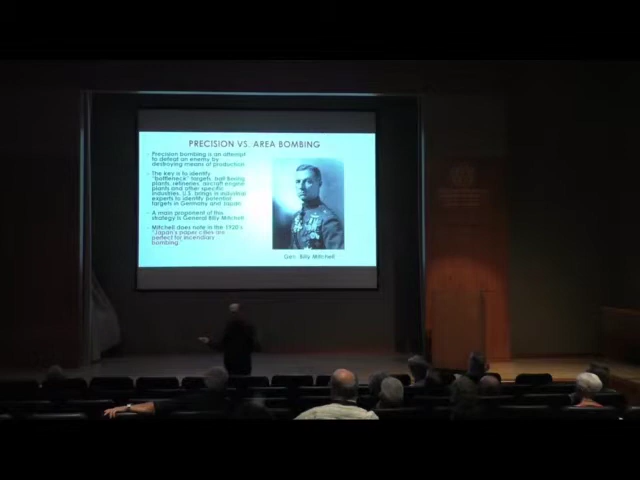 PRECISION VS. AREA BOMBING
- Precision bombing is an attempt
to defeat an enemy by
destroying means of production
- The key is to identify
"bottleneck" targets, ball bearing
plants, refineries, aircraft engine
plants and other specific
industries. U.S. brings in industrial
experts to identify potential
targets in Germany and Japan
- A main proponent of this
strategy is General Billy Mitchell
- Mitchell does note in the 1920's
"Japan's paper cities are
perfect for incendiary
bombing"
Gen. Billy Mitchell